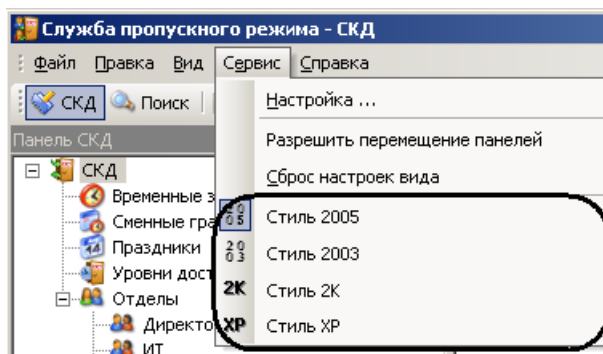 Служба пропускного режима - СКД
Файл Правка Вид Сервис Справка
СКД Поиск
Настройка ...
Панель СКД
Разрешить перемещение панелей
СКД
Сброс настроек вида
Временные з
2005 Стиль 2005
Сменные гра
Праздники
2003 Стиль 2003
Уровни дост
2K Стиль 2K
Отделы
Директо
XP Стиль XP
ИТ